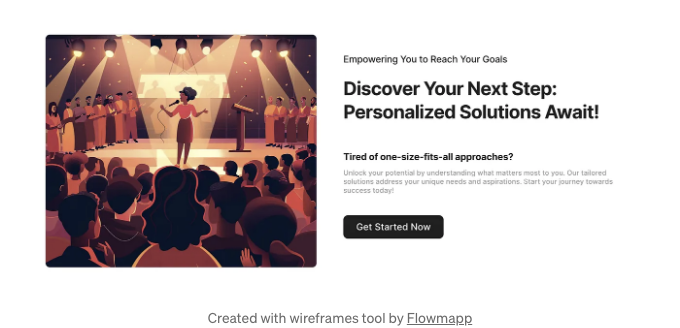 Empowering You to Reach Your Goals
Discover Your Next Step:
Personalized Solutions Await!
Tired of one-size-fits-all approaches?
Unlock your potential by understanding what matters most to you. Our tailored
solutions address your unique needs and aspirations. Start your journey towards
success today!
Get Started Now
Created with wireframes tool by Flowmapp